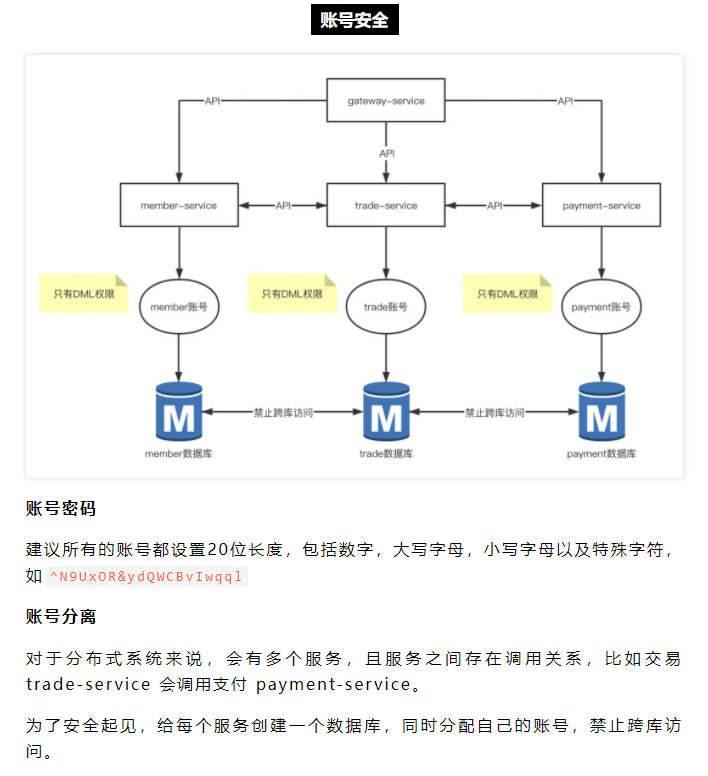 账号安全
gateway-service
API
API
API
member-service
API
trade-service
API
payment-service
只有DML权限
member账号
只有DML权限
trade账号
只有DML权限
payment账号
M
禁止跨库访问
M
禁止跨库访问
M
member数据库
trade数据库
payment数据库
账号密码
建议所有的账号都设置20位长度，包括数字，大写字母，小写字母以及特殊字符，
如 ^N9UxOR&ydQWCBvIwqql
账号分离
对于分布式系统来说，会有多个服务，且服务之间存在调用关系，比如交易
trade-service 会调用支付 payment-service。
为了安全起见，给每个服务创建一个数据库，同时分配自己的账号，禁止跨库访
问。